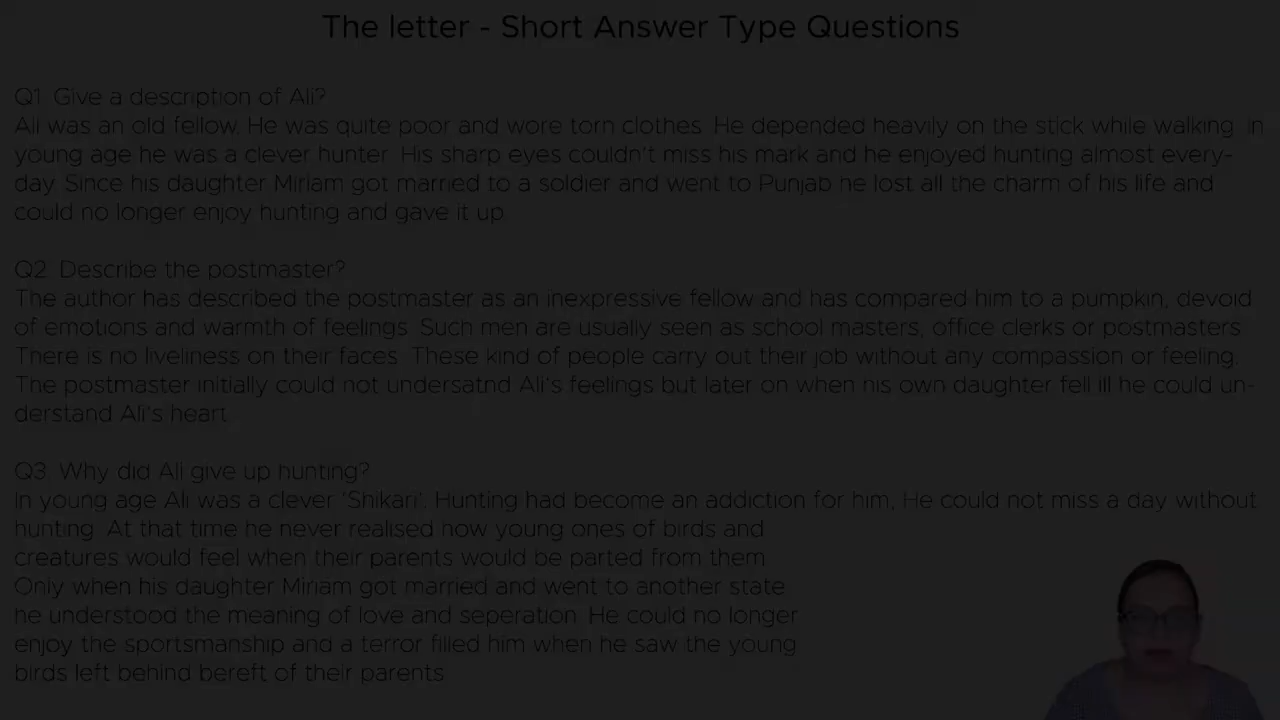 The letter - Short Answer Type Questions
Q1. Give a description of Ali?
Ali was an old fellow. He was quite poor and wore torn clothes. He depended heavily on the stick while walking. In
young age he was a clever hunter. His sharp eyes couldn't miss his mark and he enjoyed hunting almost every-
day. Since his daughter Miriam got married to a soldier and went to Punjab he lost all the charm of his life and
could no longer enjoy hunting and gave it up.
Q2. Describe the postmaster?
The author has described the postmaster as an inexpressive fellow and has compared him to a pumpkin, devoid
of emotions and warmth of feelings. Such men are usually seen as school masters, office clerks or postmasters.
There is no liveliness on their faces. These kind of people carry out their job without any compassion or feeling.
The postmaster initially could not undersatnd Ali's feelings but later on when his own daughter fell ill he could un-
derstand Ali's heart.
Q3. Why did Ali give up hunting?
In young age Ali was a clever 'Shikari'. Hunting had become an addiction for him, He could not miss a day without
hunting. At that time he never realised how young ones of birds and
creatures would feel when their parents would be parted from them.
Only when his daughter Miriam got married and went to another state
he understood the meaning of love and seperation. He could no longer
enjoy the sportsmanship and a terror filled him when he saw the young
birds left behind bereft of their parents.